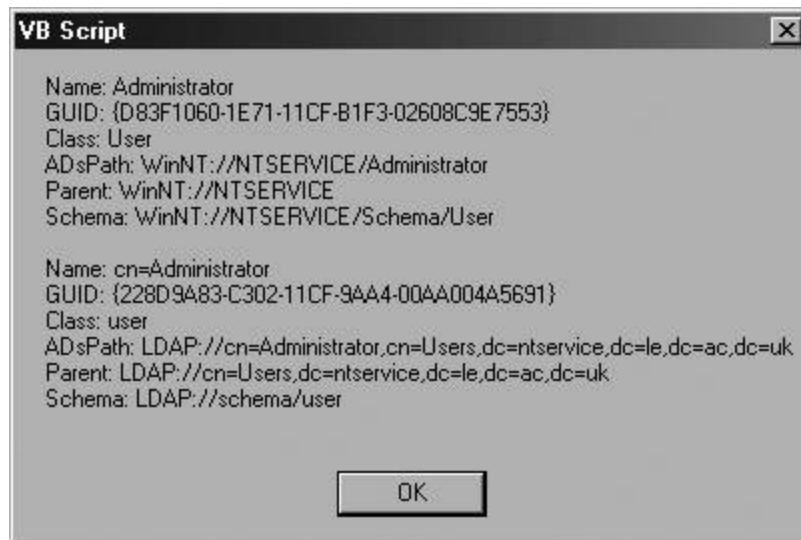 VB Script
Name: Administrator
GUID: {D83F1060-1E71-11CF-B1F3-02608C9E7553}
Class: User
ADsPath: WinNT://NTSERVICE/Administrator
Parent: WinNT://NTSERVICE
Schema: WinNT://NTSERVICE/Schema/User
Name: cn=Administrator
GUID: {228D9A83-C302-11CF-9AA4-00AA004A5691}
Class: user
ADsPath: LDAP://cn=Administrator,cn=Users,dc=ntservice,dc=le,dc=ac,dc=uk
Parent: LDAP://cn=Users,dc=ntservice,dc=le,dc=ac,dc=uk
Schema: LDAP://schema/user
OK